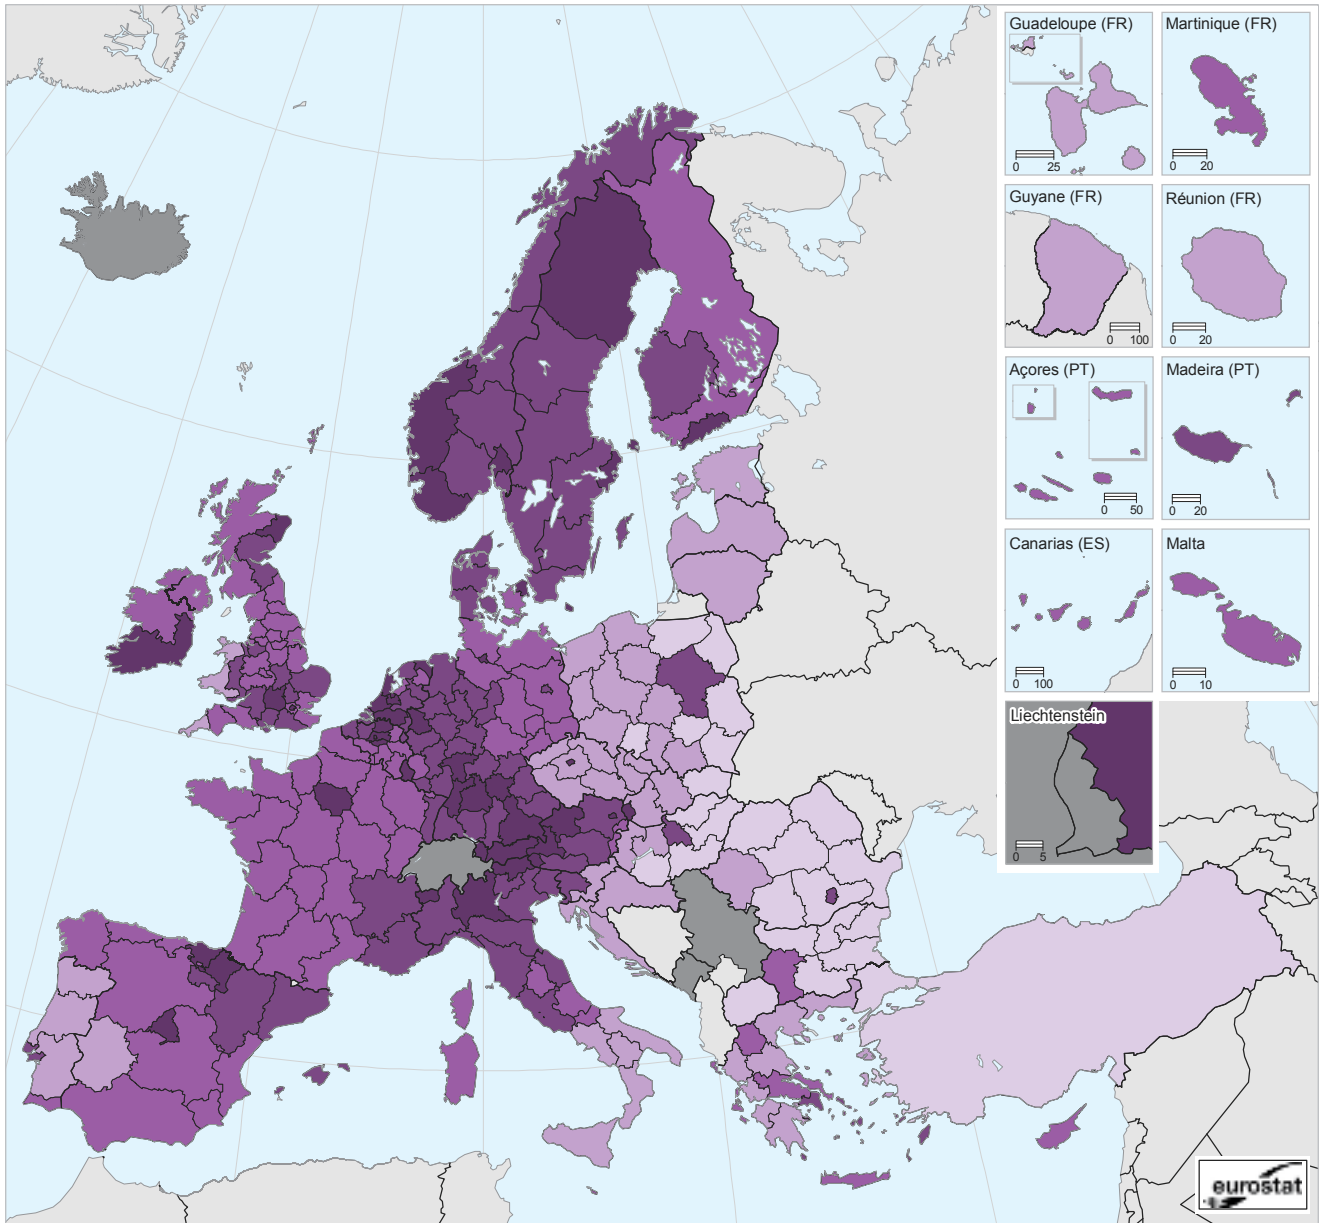 Guadeloupe (FR)
0 25
Martinique (FR)
0 20
Guyane (FR)
0 100
Réunion (FR)
0 20
Açores (PT)
0 50
Madeira (PT)
0 20
Canarias (ES)
0 100
Malta
0 10
Liechtenstein
0 5
eurostat